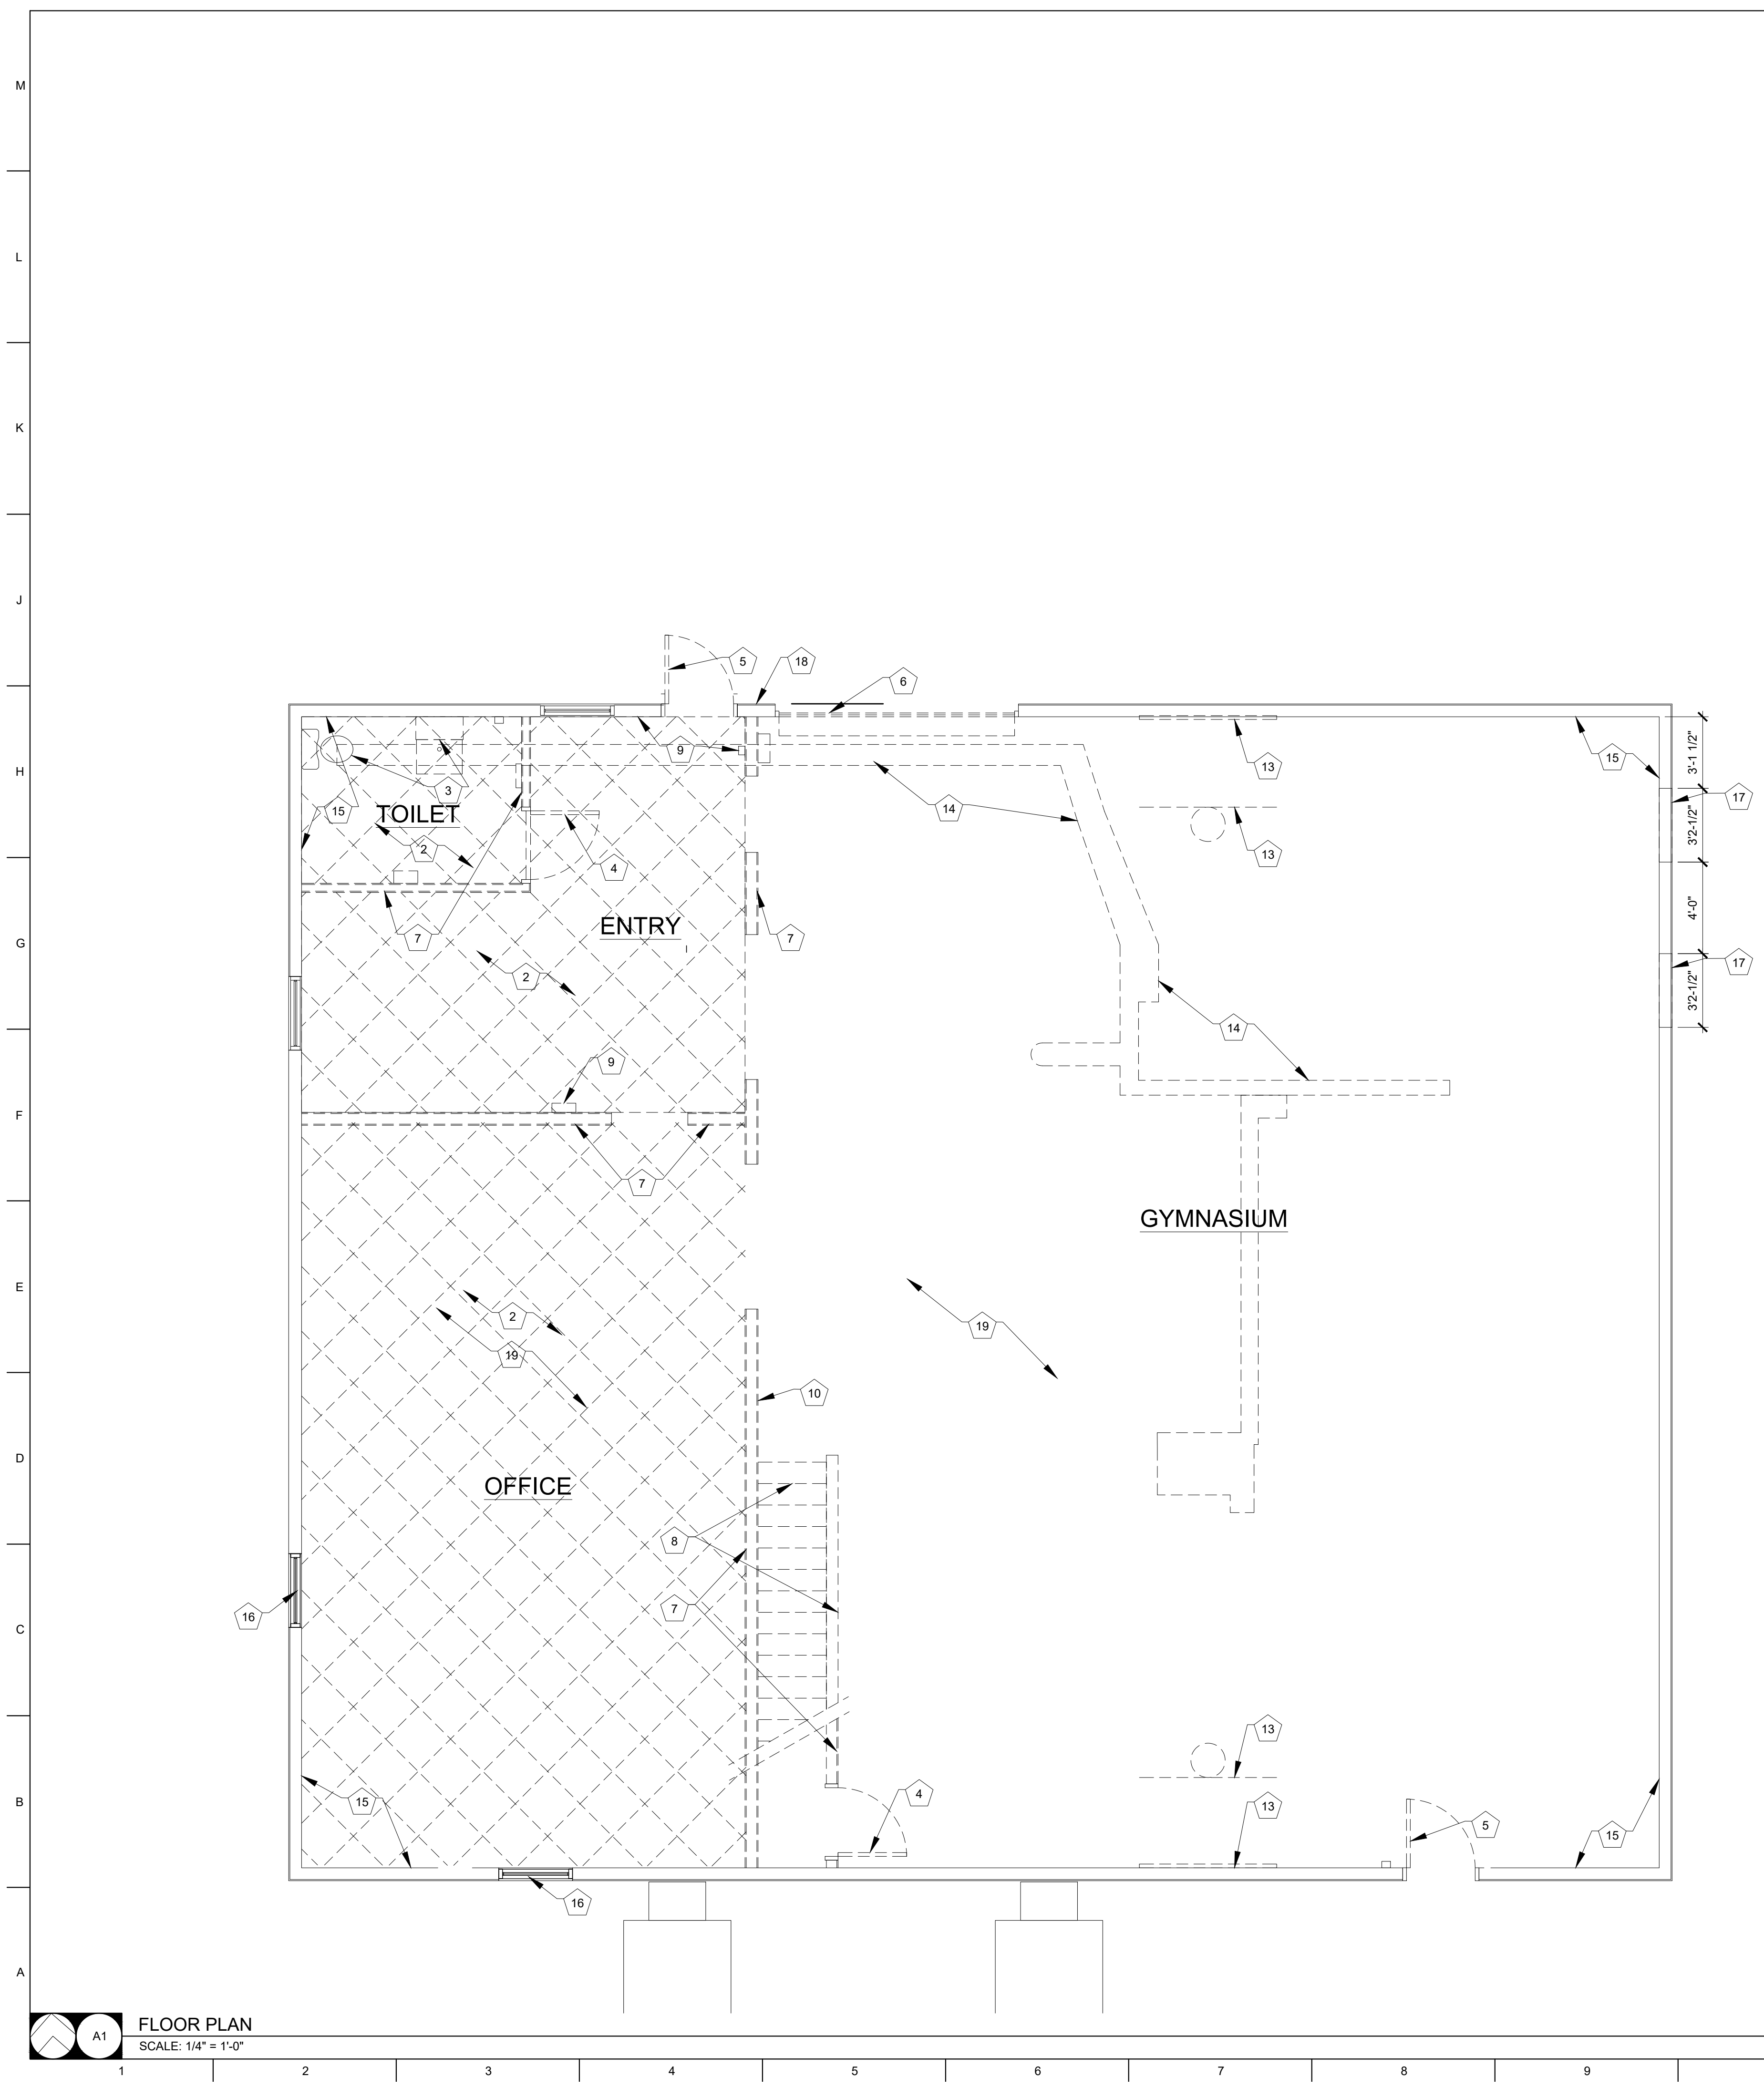 M
L
K
J
5
18
6
9
13
15
H
3'-1 1/2"
3
17
15
TOILET
14
3'2-1/2"
2
13
4
ENTRY
7
7
G
4'-0"
17
2
3'2-1/2"
14
9
F
7
GYMNASIUM
E
2
19
19
10
D
OFFICE
8
7
16
C
13
4
B
15
13
5
15
16
A
A1
FLOOR PLAN
SCALE: 1/4" = 1'-0"
1 2 3 4 5 6 7 8 9